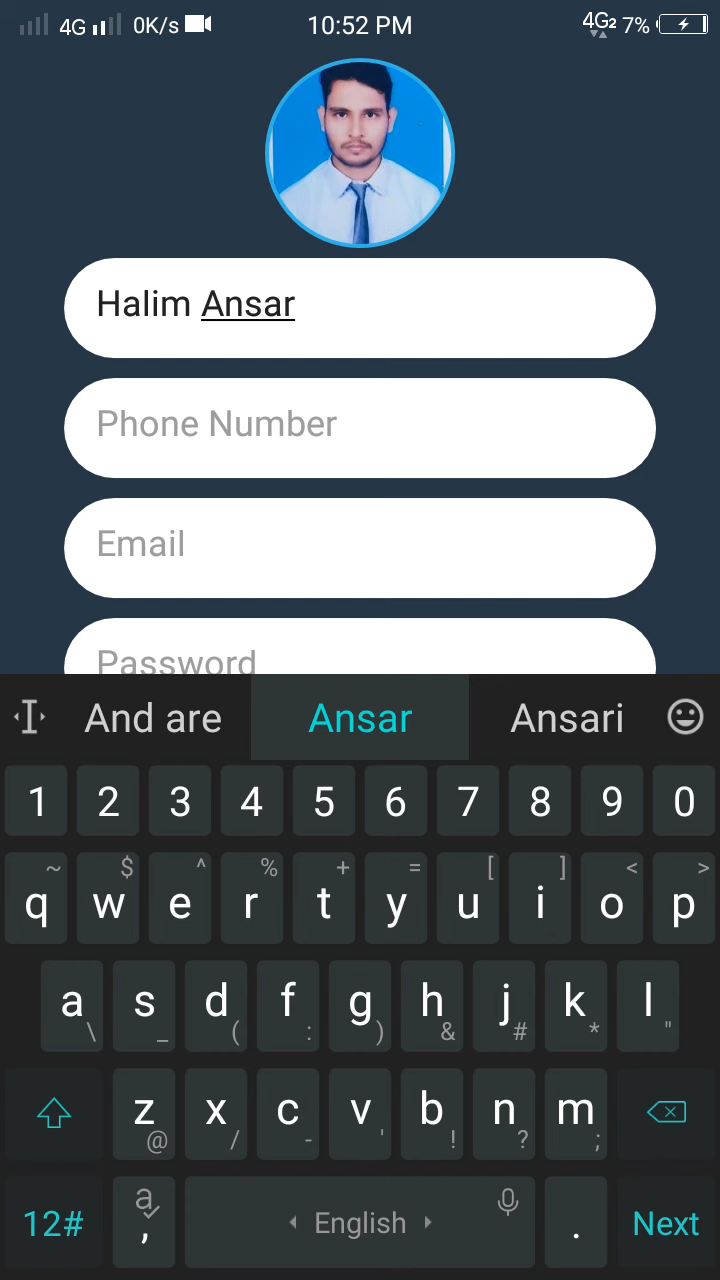 4G 0K/s 10:52 PM 4G2 7%
Halim Ansar
Phone Number
Email
Password
And are Ansar Ansari
1 2 3 4 5 6 7 8 9 0
~ $ ^ % + = [ ] < >
q w e r t y u i o p
a s d f g h j k l
\ _ ( : ) & # * "
z x c v b n m
@ / - ' ! ? ;
12# a , English . Next